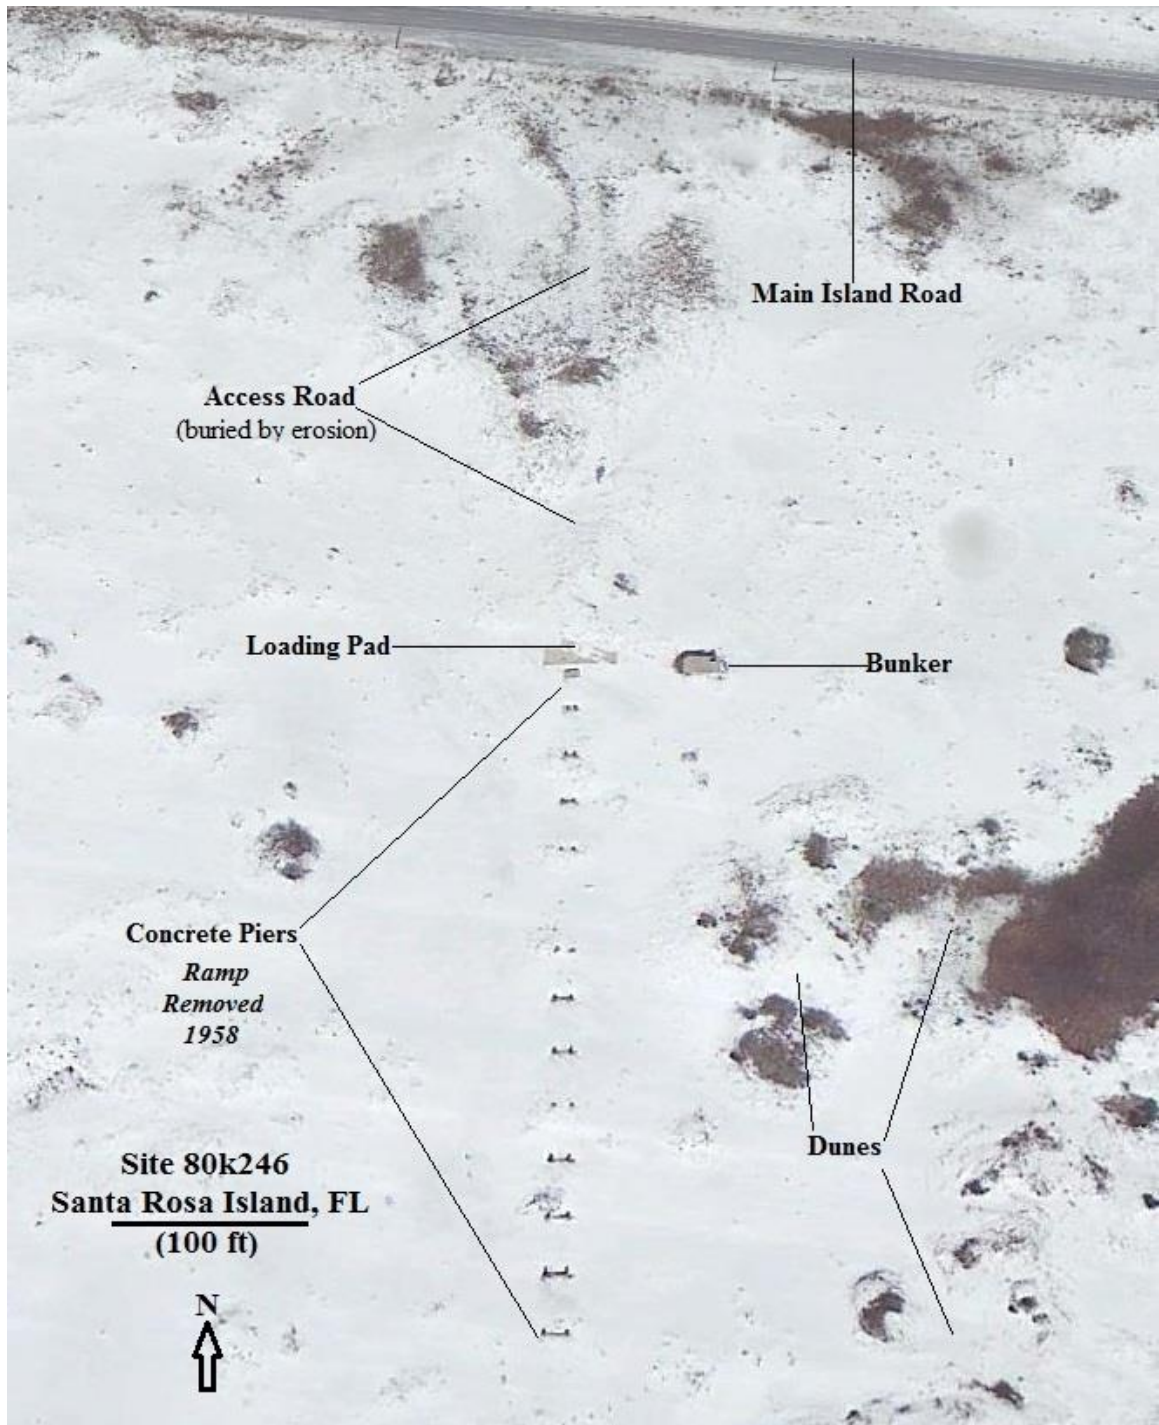 Main Island Road
Access Road
(buried by erosion)
Loading Pad
Bunker
Concrete Piers
Ramp
Removed
1958
Dunes
Site 80k246
Santa Rosa Island, FL
(100 ft)
N